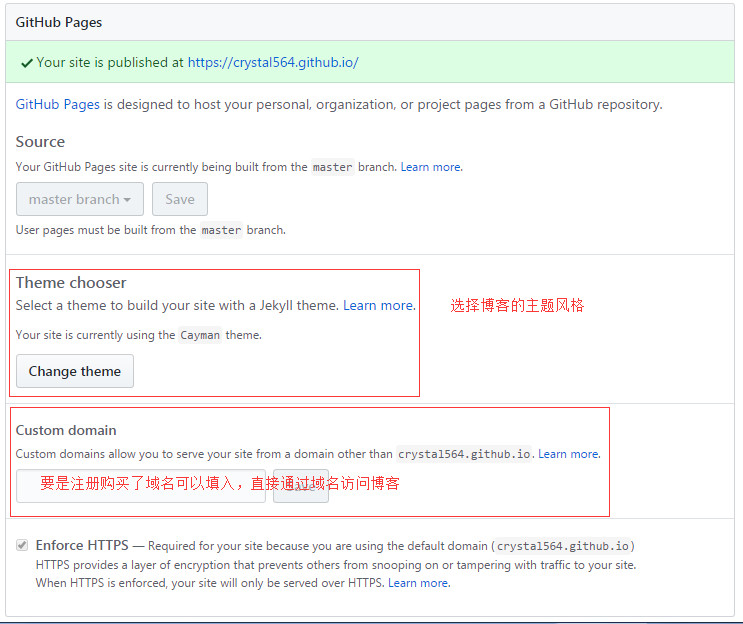 GitHub Pages
Your site is published at https://crystal564.github.io/
GitHub Pages is designed to host your personal, organization, or project pages from a GitHub repository.
Source
Your GitHub Pages site is currently being built from the master branch. Learn more.
master branch
Save
User pages must be built from the master branch.
Theme chooser
Select a theme to build your site with a Jekyll theme. Learn more.
选择博客的主题风格
Your site is currently using the Cayman theme.
Change theme
Custom domain
Custom domains allow you to serve your site from a domain other than crystal564.github.io. Learn more.
要是注册购买了域名可以填入，直接通过域名访问博客
Enforce HTTPS — Required for your site because you are using the default domain (crystal564.github.io)
HTTPS provides a layer of encryption that prevents others from snooping on or tampering with traffic to your site.
When HTTPS is enforced, your site will only be served over HTTPS. Learn more.